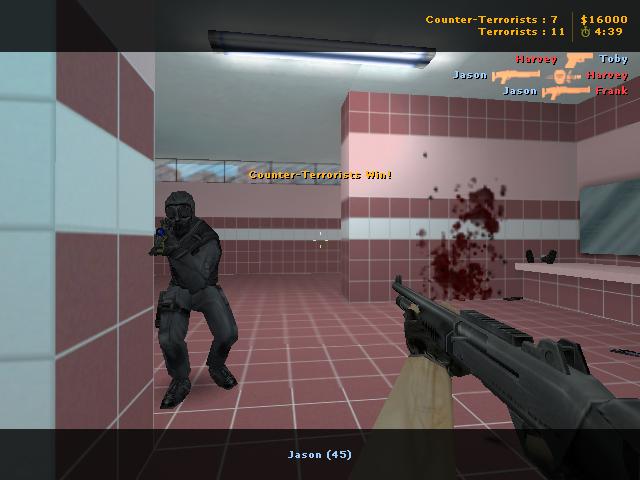 Counter-Terrorists : 7 $16000
Terrorists : 11 4:39
Harvey Toby
Jason Harvey
Jason Frank
Counter-Terrorists Win!
Jason (45)